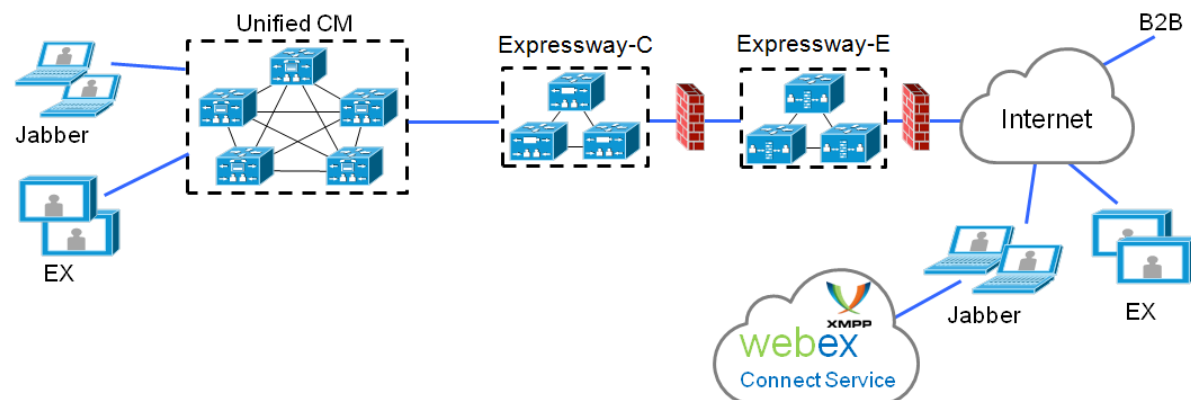 Unified CM
Expressway-C
Expressway-E
B2B
Jabber
EX
Internet
Jabber
EX
XMPP
webex
Connect Service